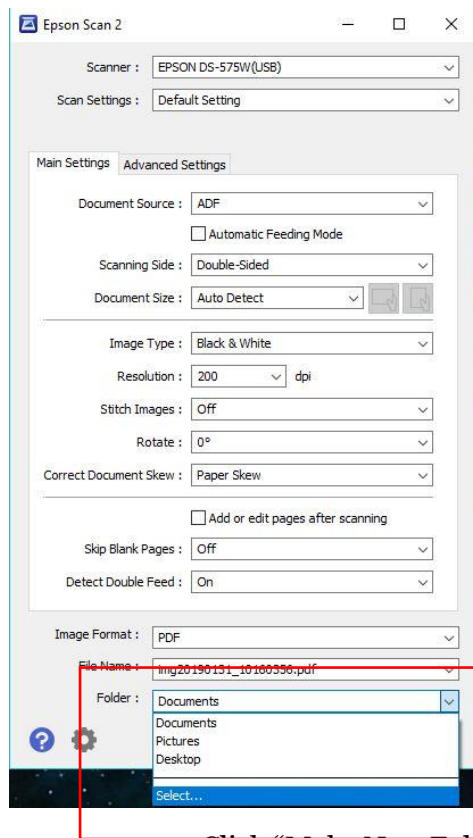 Epson Scan 2
Scanner : EPSON DS-575W(USB)
Scan Settings : Default Setting
Main Settings Advanced Settings
Document Source : ADF
Automatic Feeding Mode
Scanning Side : Double-Sided
Document Size : Auto Detect
Image Type : Black & White
Resolution : 200 dpi
Stitch Images : Off
Rotate : 0°
Correct Document Skew : Paper Skew
Add or edit pages after scanning
Skip Blank Pages : Off
Detect Double Feed : On
Image Format : PDF
File Name : img20190131_10160356.pdf
Folder : Documents
Documents
Pictures
Desktop
Select...